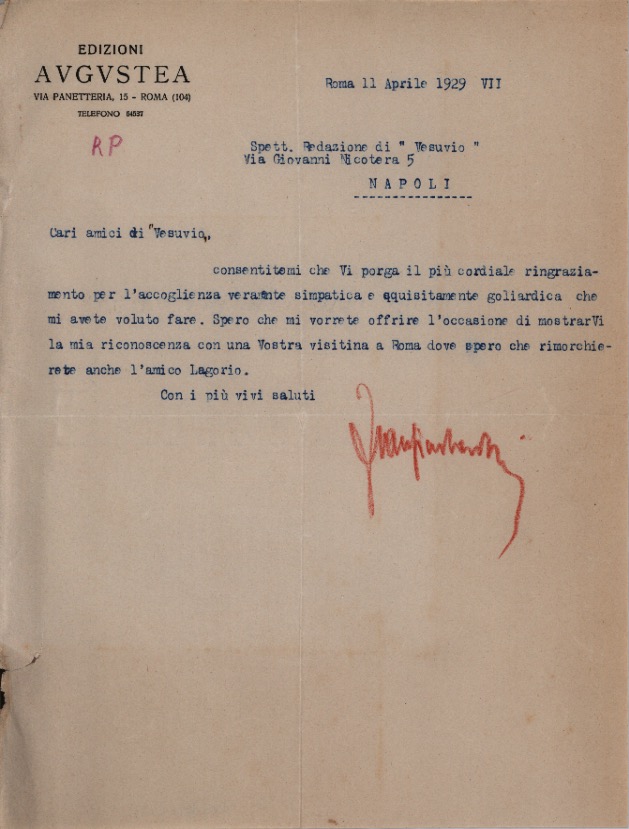 EDIZIONI
AVGVSTEA
VIA PANETTERIA, 15 - ROMA (104)
TELEFONO 64527
RP
Roma 11 Aprile 1929 VII
Spett. Redazione di " Vesuvio "
Via Giovanni Nicotera 5
NAPOLI
Cari amici di "Vesuvio",
consentitemi che Vi porga il più cordiale ringrazia-
mento per l'accoglienza veramnte simpatica e qquisitamente goliardica che
mi avete voluto fare. Spero che mi vorrete offrire l'occasione di mostrarVi
la mia riconoscenza con una Vostra visitina a Roma dove spero che rimorchie-
rete anche l'amico Lagorio.
Con i più vivi saluti